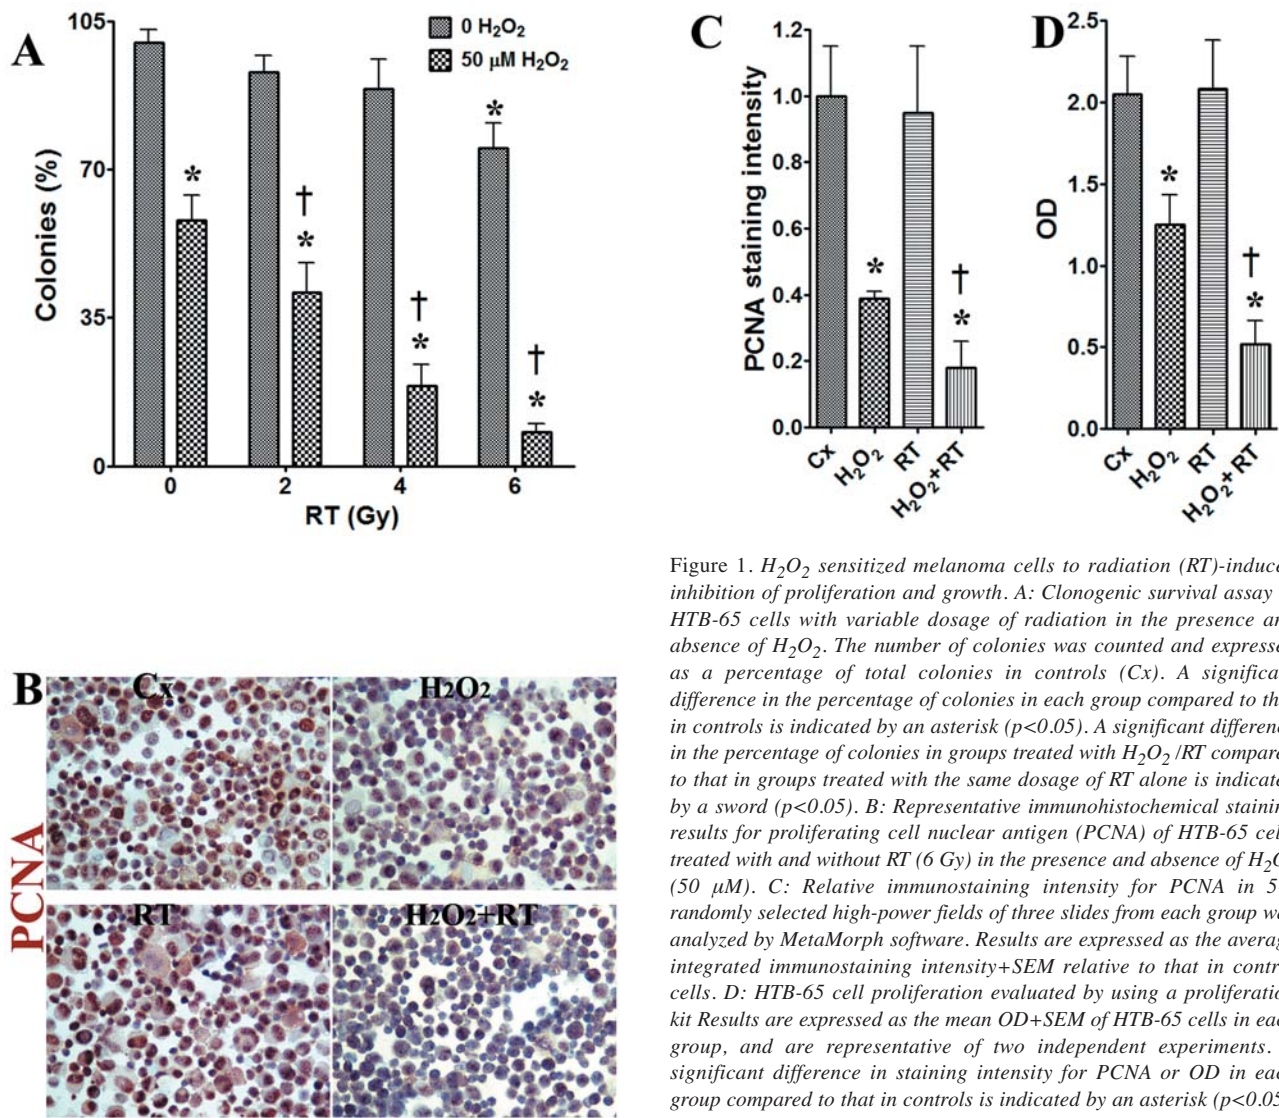 A
105
70
35
0
Colonies (%)
0 H2O2
50 μM H2O2
*
†
*
†
*
*
†
*
0
2
4
6
RT (Gy)
C
1.2
1.0
0.8
0.6
0.4
0.2
0.0
PCNA staining intensity
*
†
*
Cx
H2O2
RT
H2O2+RT
D
2.5
2.0
1.5
1.0
0.5
0.0
OD
*
†
*
Cx
H2O2
RT
H2O2+RT
B
PCNA
Cx
H2O2
RT
H2O2+RT
Figure 1. H2O2 sensitized melanoma cells to radiation (RT)-induce
inhibition of proliferation and growth. A: Clonogenic survival assay
HTB-65 cells with variable dosage of radiation in the presence an
absence of H2O2. The number of colonies was counted and expresse
as a percentage of total colonies in controls (Cx). A significa
difference in the percentage of colonies in each group compared to tha
in controls is indicated by an asterisk (p<0.05). A significant differenc
in the percentage of colonies in groups treated with H2O2 /RT compare
to that in groups treated with the same dosage of RT alone is indicate
by a sword (p<0.05). B: Representative immunohistochemical stainin
results for proliferating cell nuclear antigen (PCNA) of HTB-65 cell
treated with and without RT (6 Gy) in the presence and absence of H2O
(50 μM). C: Relative immunostaining intensity for PCNA in 5
randomly selected high-power fields of three slides from each group wa
analyzed by MetaMorph software. Results are expressed as the averag
integrated immunostaining intensity+SEM relative to that in contr
cells. D: HTB-65 cell proliferation evaluated by using a proliferatio
kit Results are expressed as the mean OD+SEM of HTB-65 cells in eac
group, and are representative of two independent experiments.
significant difference in staining intensity for PCNA or OD in eac
group compared to that in controls is indicated by an asterisk (p<0.05